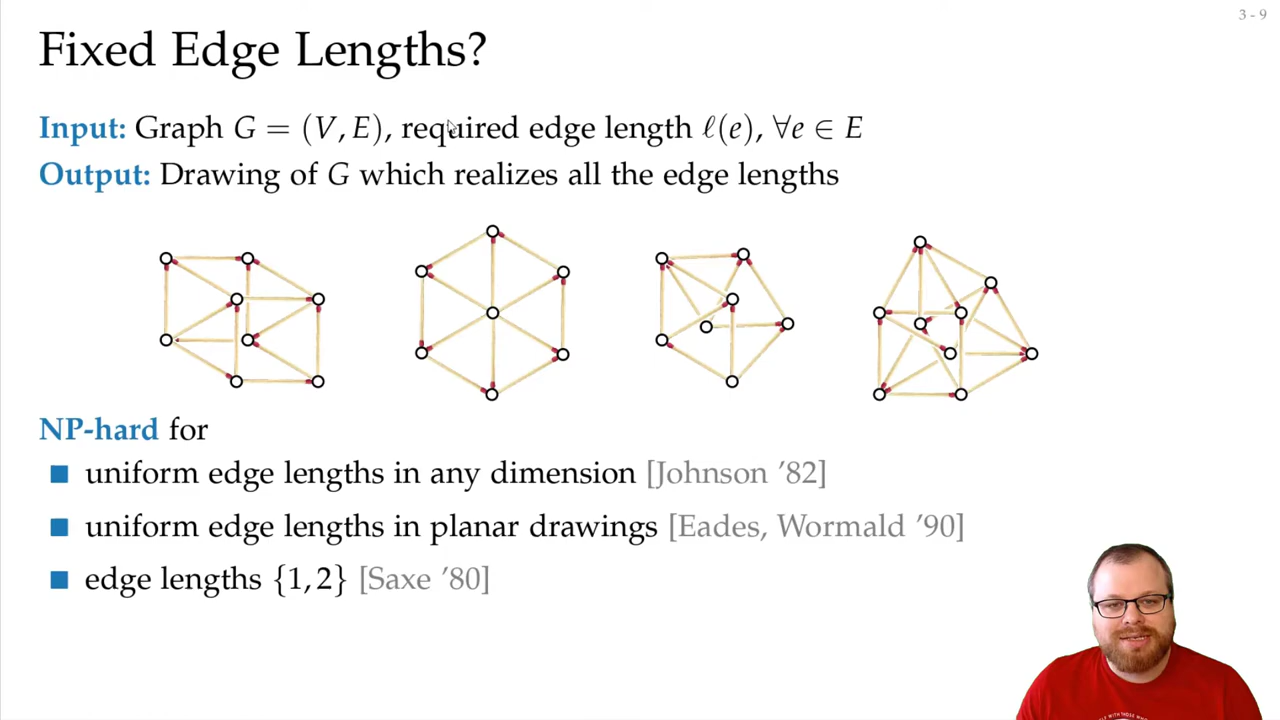 3 - 9
Fixed Edge Lengths?
Input: Graph G = (V, E), required edge length ℓ(e), ∀e ∈ E
Output: Drawing of G which realizes all the edge lengths
NP-hard for
uniform edge lengths in any dimension [Johnson ’82]
uniform edge lengths in planar drawings [Eades, Wormald ’90]
edge lengths {1, 2} [Saxe ’80]